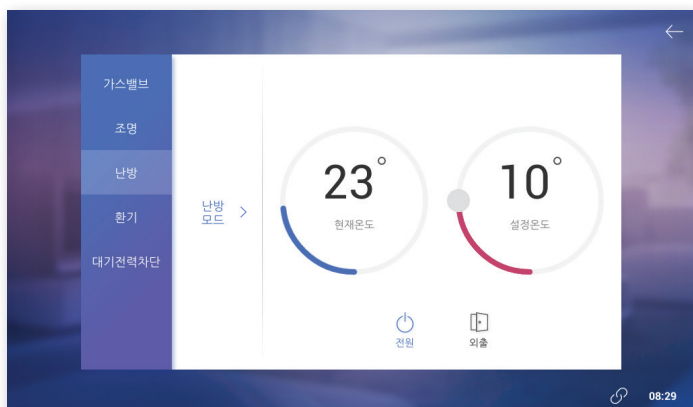 가스밸브
조명
난방
환기
대기전력차단
난방
모드
23°
현재온도
10°
설정온도
전원
외출
08:29